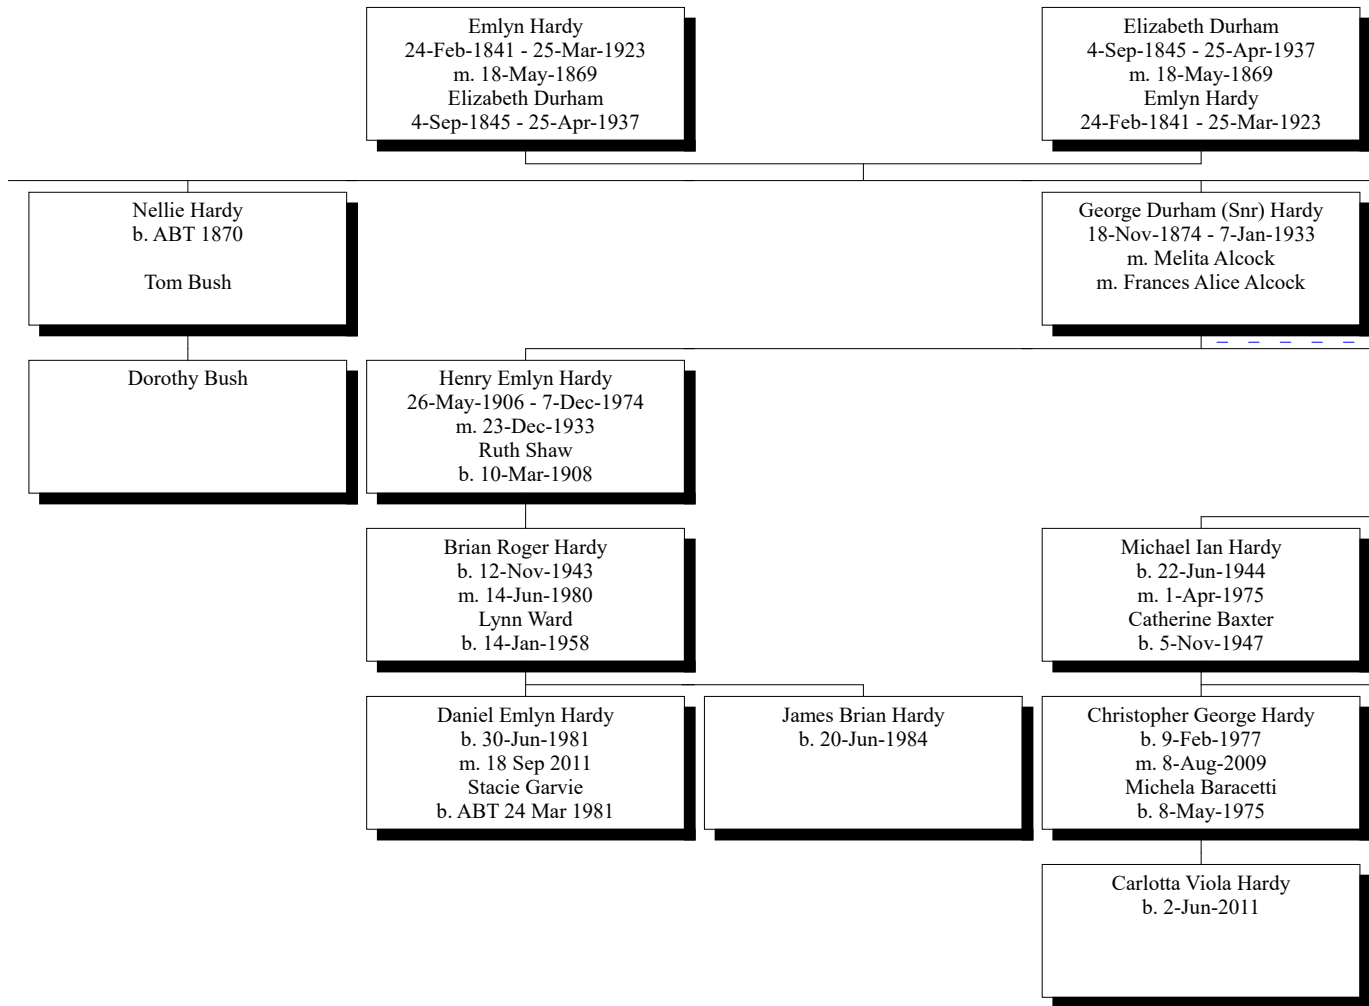 Emlyn Hardy
24-Feb-1841 - 25-Mar-1923
m. 18-May-1869
Elizabeth Durham
4-Sep-1845 - 25-Apr-1937
Elizabeth Durham
4-Sep-1845 - 25-Apr-1937
m. 18-May-1869
Emlyn Hardy
24-Feb-1841 - 25-Mar-1923
Nellie Hardy
b. ABT 1870
Tom Bush
George Durham (Snr) Hardy
18-Nov-1874 - 7-Jan-1933
m. Melita Alcock
m. Frances Alice Alcock
Dorothy Bush
Henry Emlyn Hardy
26-May-1906 - 7-Dec-1974
m. 23-Dec-1933
Ruth Shaw
b. 10-Mar-1908
Brian Roger Hardy
b. 12-Nov-1943
m. 14-Jun-1980
Lynn Ward
b. 14-Jan-1958
Michael Ian Hardy
b. 22-Jun-1944
m. 1-Apr-1975
Catherine Baxter
b. 5-Nov-1947
Daniel Emlyn Hardy
b. 30-Jun-1981
m. 18 Sep 2011
Stacie Garvie
b. ABT 24 Mar 1981
James Brian Hardy
b. 20-Jun-1984
Christopher George Hardy
b. 9-Feb-1977
m. 8-Aug-2009
Michela Baracetti
b. 8-May-1975
Carlotta Viola Hardy
b. 2-Jun-2011